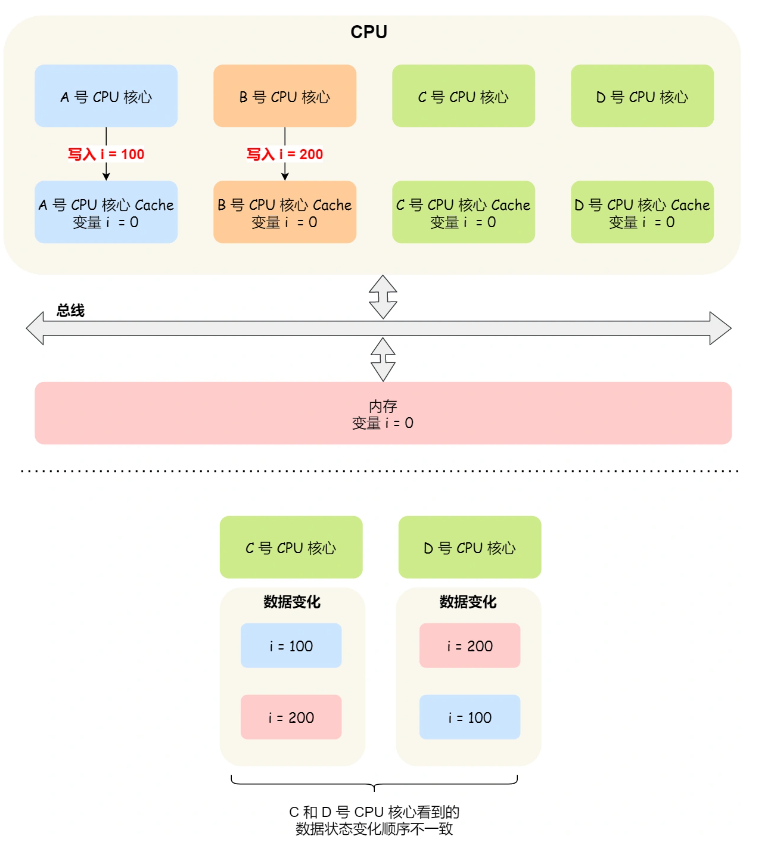 CPU
A 号 CPU 核心
B 号 CPU 核心
C 号 CPU 核心
D 号 CPU 核心
写入 i = 100
写入 i = 200
A 号 CPU 核心 Cache
变量 i = 0
B 号 CPU 核心 Cache
变量 i = 0
C 号 CPU 核心 Cache
变量 i = 0
D 号 CPU 核心 Cache
变量 i = 0
总线
内存
变量 i = 0
C 号 CPU 核心
D 号 CPU 核心
数据变化
i = 100
i = 200
数据变化
i = 200
i = 100
C 和 D 号 CPU 核心看到的
数据状态变化顺序不一致